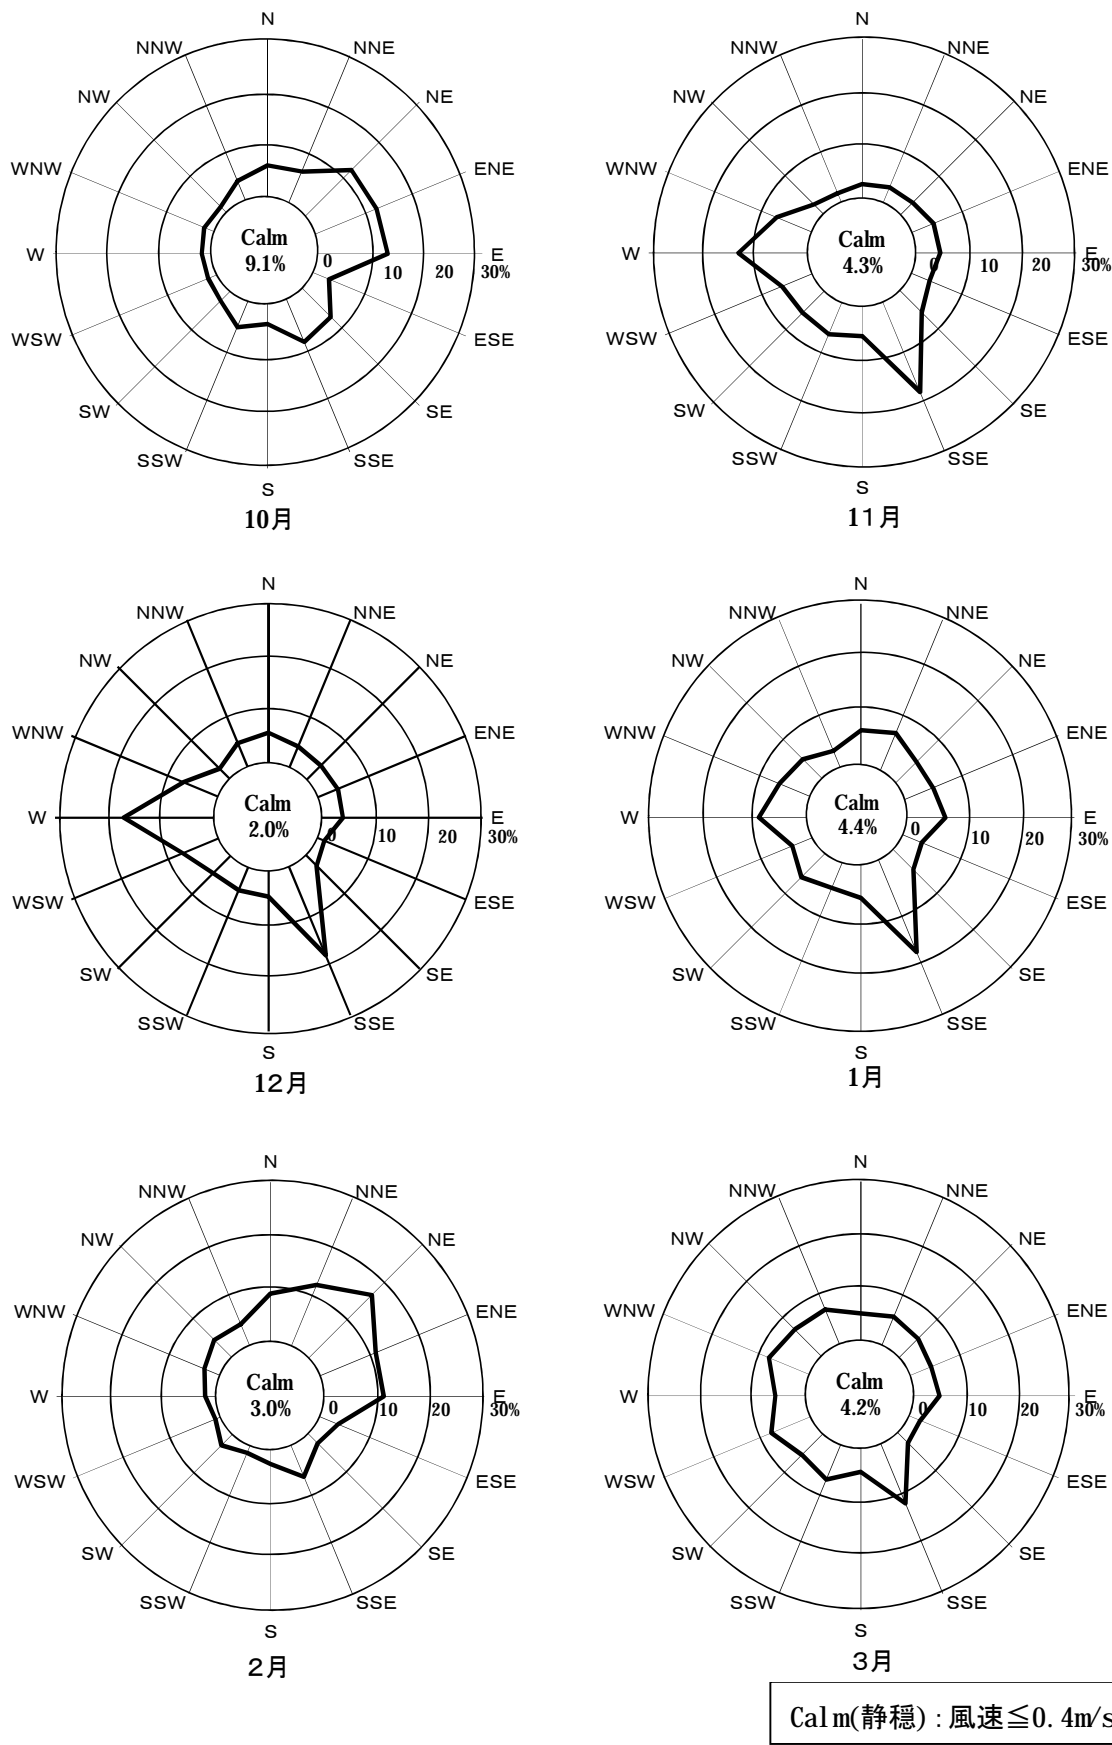 N
NNW
NNE
NW
NE
WNW
ENE
Calm
9.1%
W
E
0
10
20
30%
WSW
ESE
SW
SE
SSW
SSE
S
10月
N
NNW
NNE
NW
NE
WNW
ENE
Calm
4.3%
W
E
0
10
20
30%
WSW
ESE
SW
SE
SSW
SSE
S
11月
N
NNW
NNE
NW
NE
WNW
ENE
Calm
2.0%
W
E
0
10
20
30%
WSW
ESE
SW
SE
SSW
SSE
S
12月
N
NNW
NNE
NW
NE
WNW
ENE
Calm
4.4%
W
E
0
10
20
30%
WSW
ESE
SW
SE
SSW
SSE
S
1月
N
NNW
NNE
NW
NE
WNW
ENE
Calm
3.0%
W
E
0
10
20
30%
WSW
ESE
SW
SE
SSW
SSE
S
2月
N
NNW
NNE
NW
NE
WNW
ENE
Calm
4.2%
W
E
0
10
20
30%
WSW
ESE
SW
SE
SSW
SSE
S
3月
Calm(静穏):風速≦0.4m/s